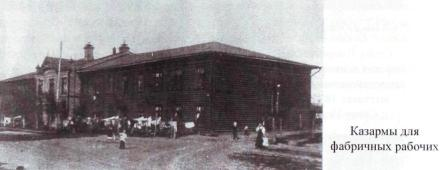 Казармы для
фабричных рабочих